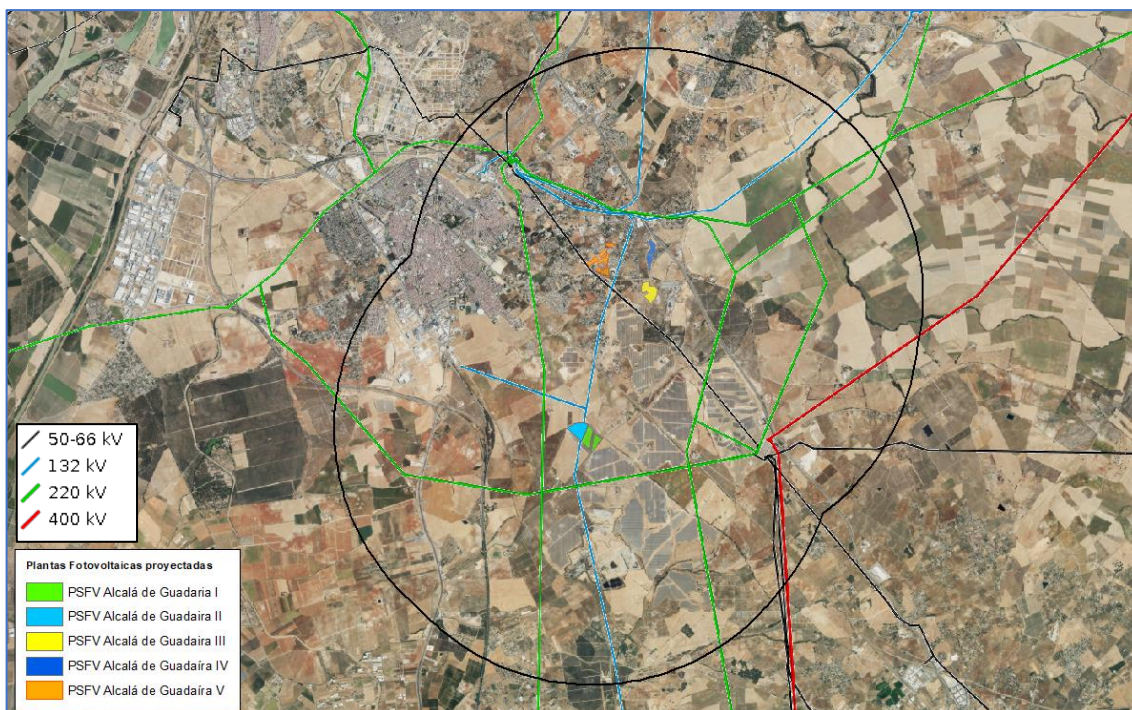 50-66 kV
132 kV
220 kV
400 kV
Plantas Fotovoltaicas proyectadas
PSFV Alcalá de Guadaria I
PSFV Alcalá de Guadaira II
PSFV Alcalá de Guadaira III
PSFV Alcalá de Guadaíra IV
PSFV Alcalá de Guadaíra V